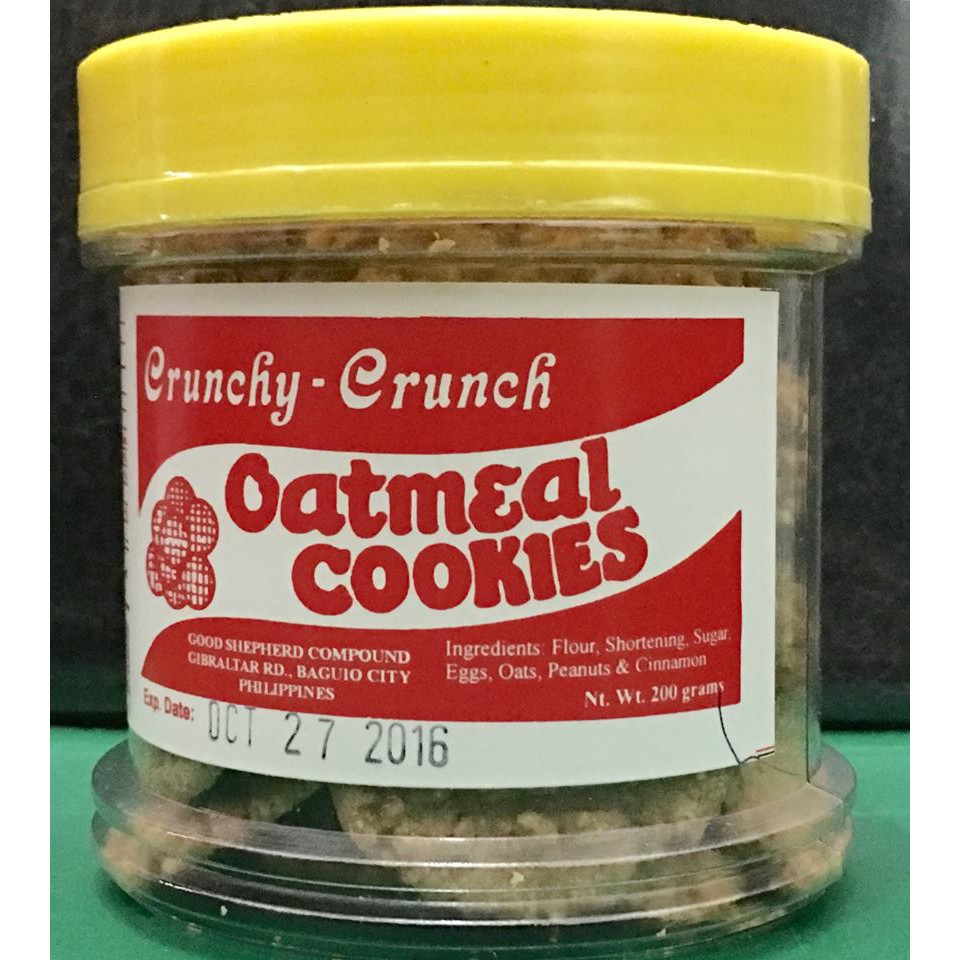 Crunchy - Crunch
Oatmeal
COOKIES
GOOD SHEPHERD COMPOUND
GIBRALTAR RD., BAGUIO CITY
PHILIPPINES
Ingredients: Flour, Shortening, Sugar,
Eggs, Oats, Peanuts & Cinnamon
Nt. Wt. 200 grams
Exp. Date: OCT 27 2016